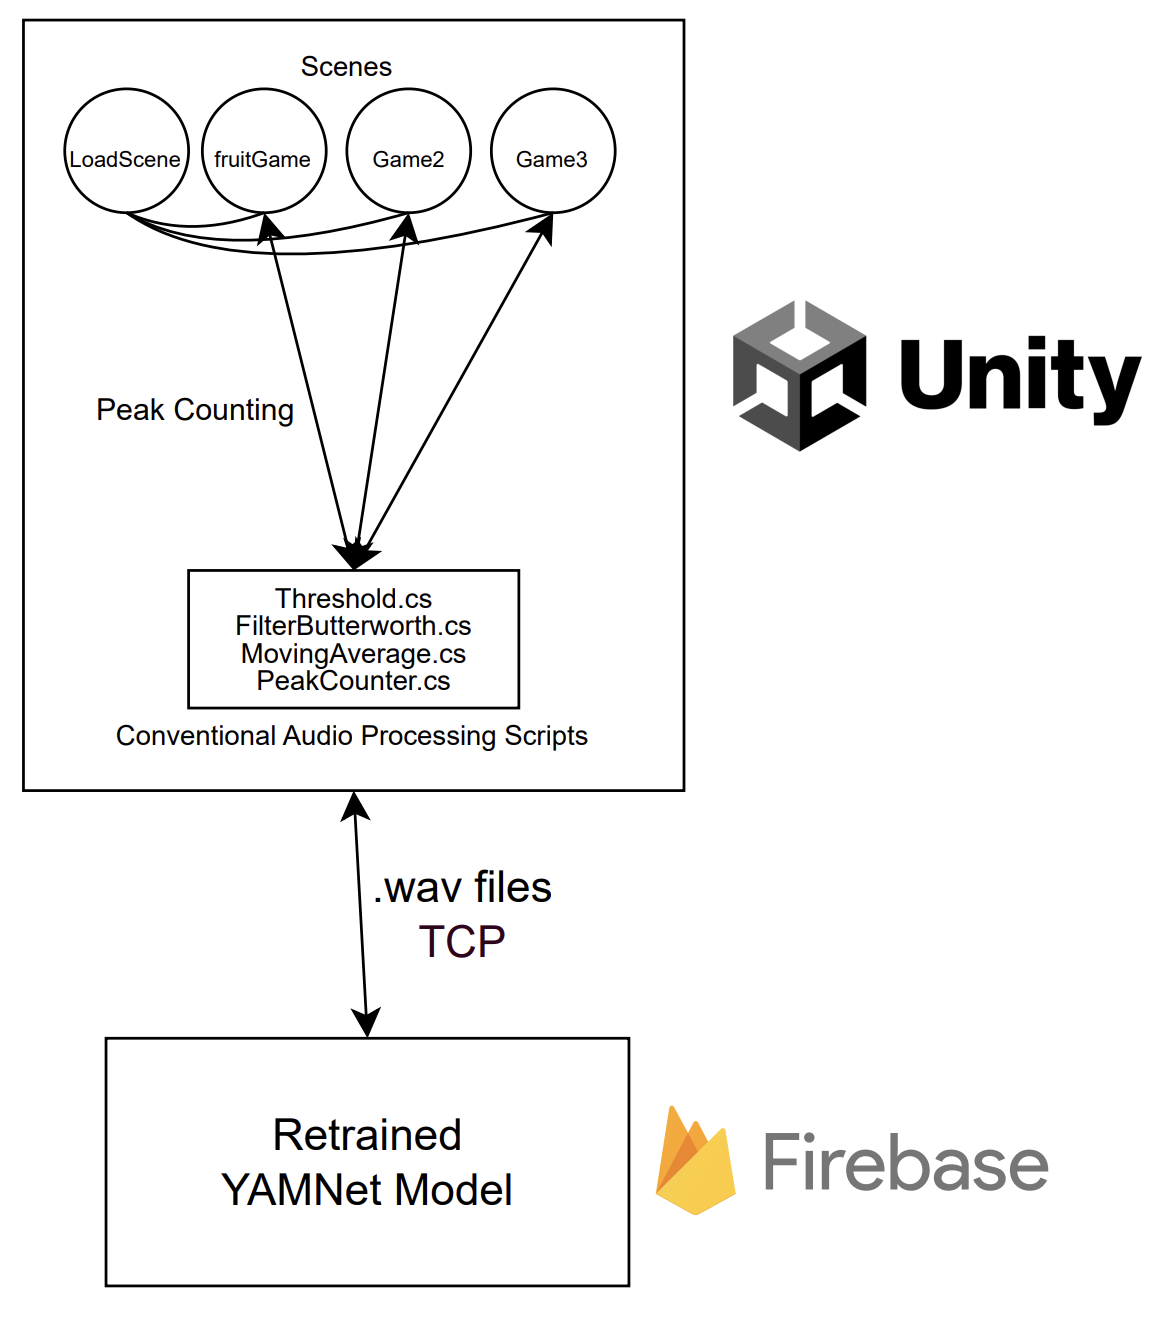 Scenes
LoadScene
fruitGame
Game2
Game3
Unity
Peak Counting
Threshold.cs
FilterButterworth.cs
MovingAverage.cs
PeakCounter.cs
Conventional Audio Processing Scripts
.wav files
TCP
Retrained
YAMNet Model
Firebase